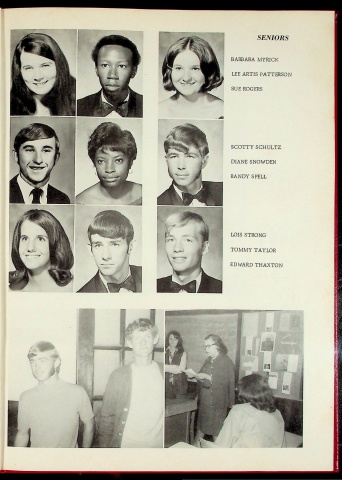 SENIORS
BARBARA MYRICK
LEE ARTIS PATTERSON
SUE ROGERS
SCOTTY SCHULTZ
DIANE SNOWDEN
RANDY SPELL
LOIS STRONG
TOMMY TAYLOR
EDWARD THAXTON